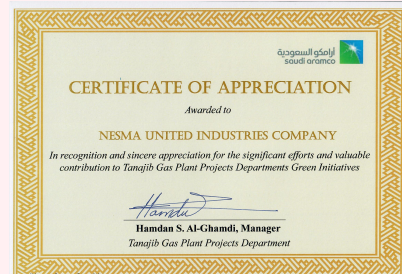 أرامكو السعودية
saudi aramco
CERTIFICATE OF APPRECIATION
Awarded to
NESMA UNITED INDUSTRIES COMPANY
In recognition and sincere appreciation for the significant efforts and valuable
contribution to Tanajib Gas Plant Projects Departments Green Initiatives
Hamdan S. Al-Ghamdi, Manager
Tanajib Gas Plant Projects Department